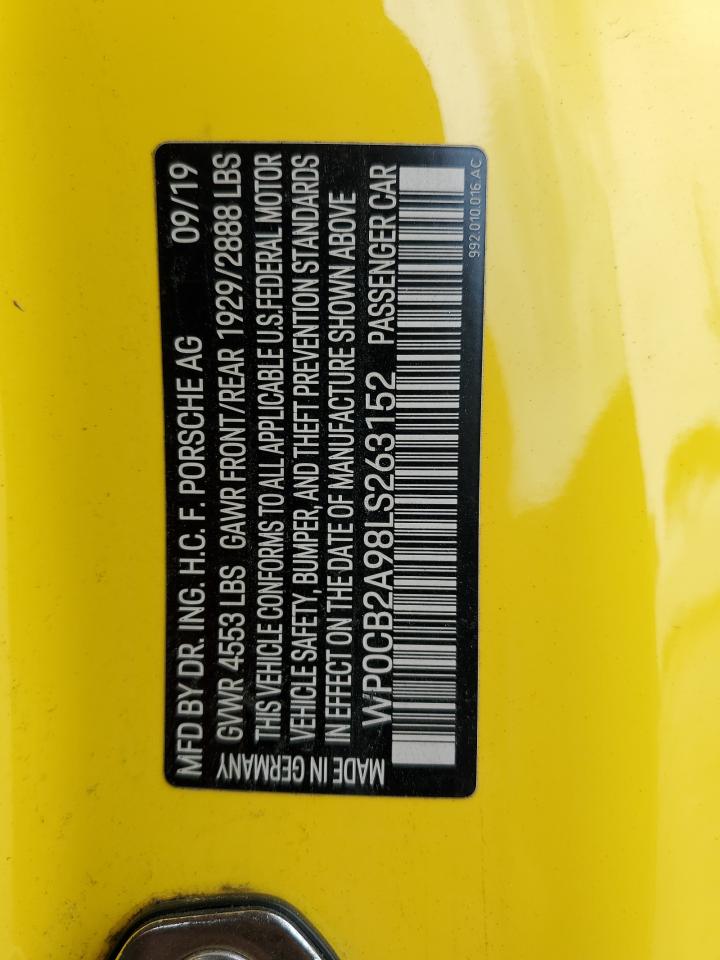 MFD BY DR. ING. H.C. F. PORSCHE AG 09/19
GVWR 4553 LBS GAWR FRONT/REAR 1929/2888 LBS
THIS VEHICLE CONFORMS TO ALL APPLICABLE U.S.FEDERAL MOTOR
VEHICLE SAFETY, BUMPER, AND THEFT PREVENTION STANDARDS
IN EFFECT ON THE DATE OF MANUFACTURE SHOWN ABOVE
WP0CB2A98LS263152 PASSENGER CAR
MADE IN GERMANY
992.010.016.AC